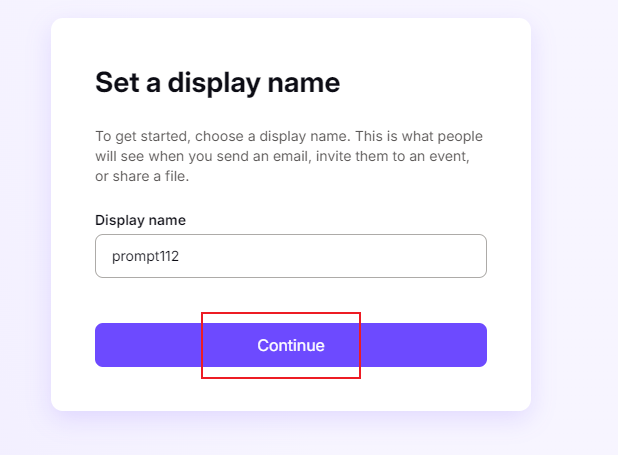 Set a display name
To get started, choose a display name. This is what people
will see when you send an email, invite them to an event,
or share a file.
Display name
prompt112
Continue